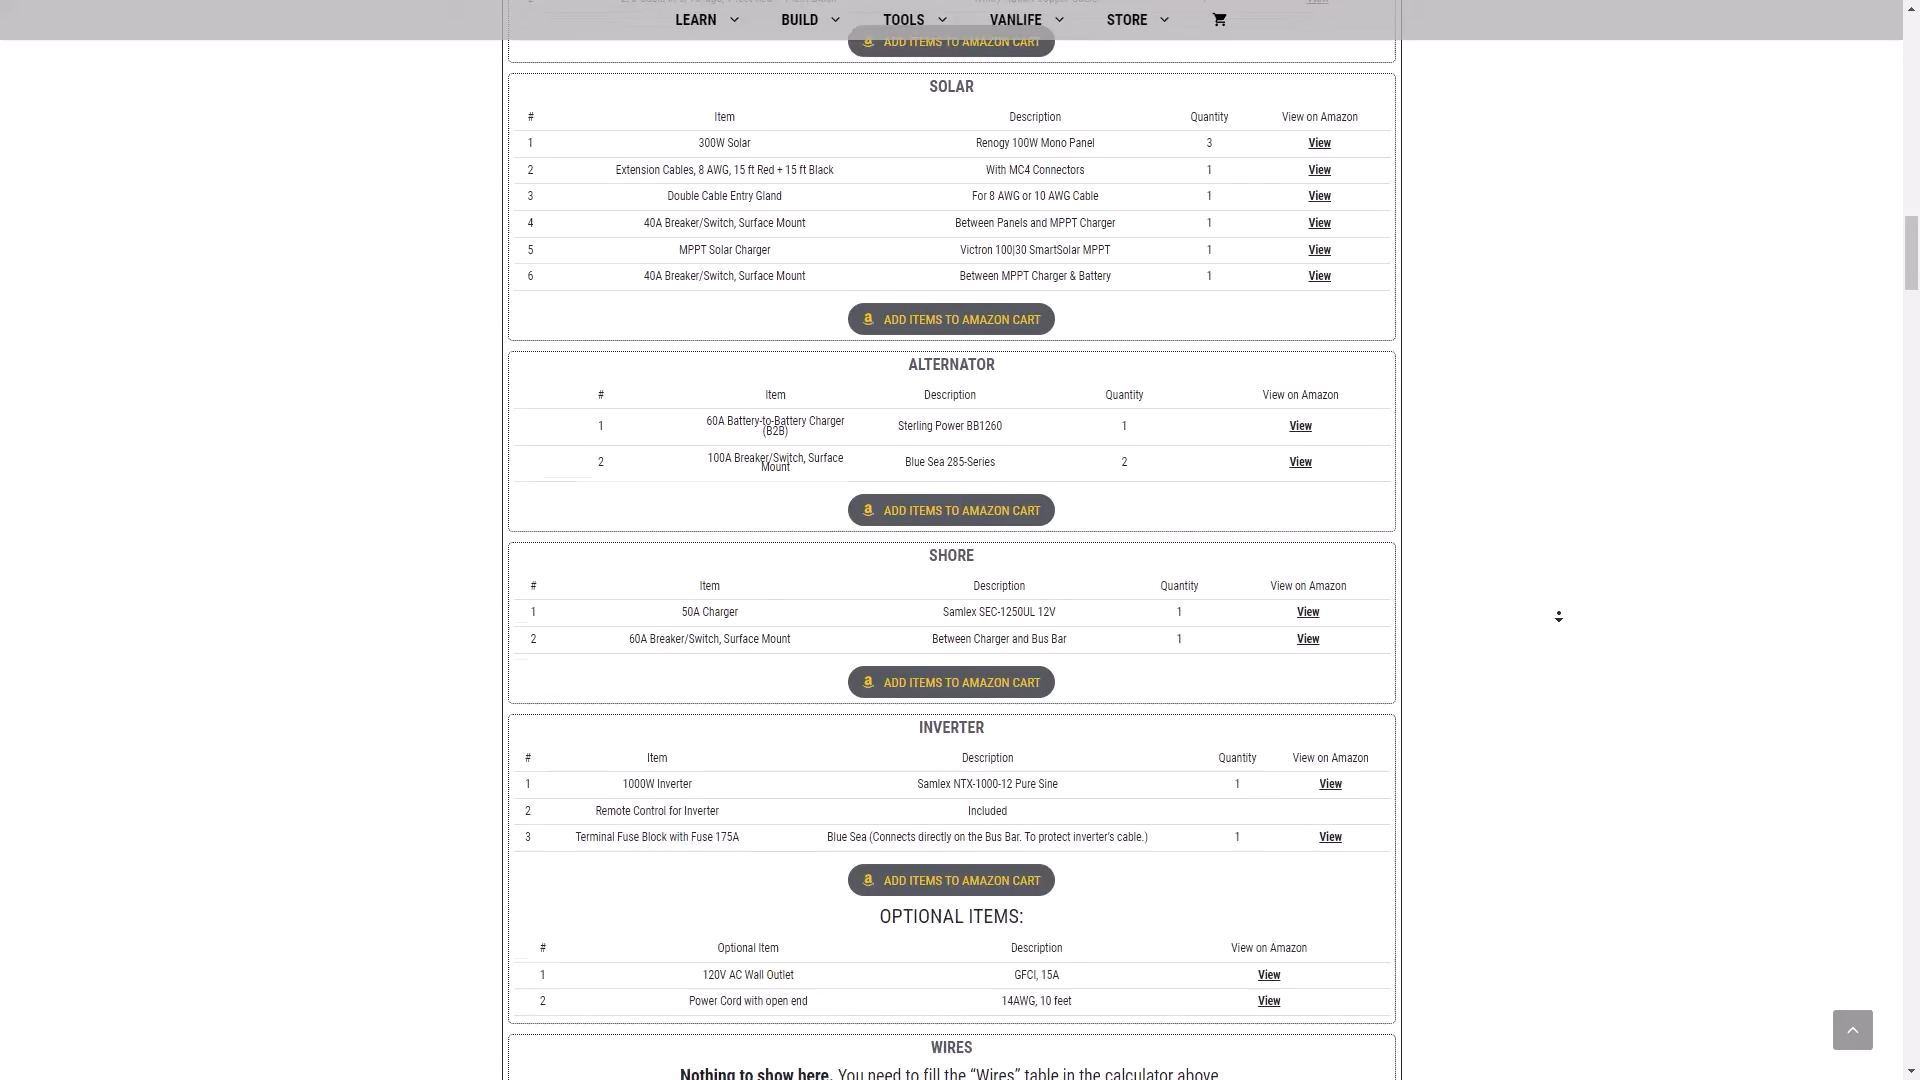 LEARN BUILD TOOLS VANLIFE STORE
ADD ITEMS TO AMAZON CART
SOLAR
# Item Description Quantity View on Amazon
1 300W Solar Renogy 100W Mono Panel 3 View
2 Extension Cables, 8 AWG, 15 ft Red + 15 ft Black With MC4 Connectors 1 View
3 Double Cable Entry Gland For 8 AWG or 10 AWG Cable 1 View
4 40A Breaker/Switch, Surface Mount Between Panels and MPPT Charger 1 View
5 MPPT Solar Charger Victron 100|30 SmartSolar MPPT 1 View
6 40A Breaker/Switch, Surface Mount Between MPPT Charger & Battery 1 View
ADD ITEMS TO AMAZON CART
ALTERNATOR
# Item Description Quantity View on Amazon
1 60A Battery-to-Battery Charger (B2B) Sterling Power BB1260 1 View
2 100A Breaker/Switch, Surface Mount Blue Sea 285-Series 2 View
ADD ITEMS TO AMAZON CART
SHORE
# Item Description Quantity View on Amazon
1 50A Charger Samlex SEC-1250UL 12V 1 View
2 60A Breaker/Switch, Surface Mount Between Charger and Bus Bar 1 View
ADD ITEMS TO AMAZON CART
INVERTER
# Item Description Quantity View on Amazon
1 1000W Inverter Samlex NTX-1000-12 Pure Sine 1 View
2 Remote Control for Inverter Included
3 Terminal Fuse Block with Fuse 175A Blue Sea (Connects directly on the Bus Bar. To protect inverter's cable.) 1 View
ADD ITEMS TO AMAZON CART
OPTIONAL ITEMS:
# Optional Item Description View on Amazon
1 120V AC Wall Outlet GFCI, 15A View
2 Power Cord with open end 14AWG, 10 feet View
WIRES
Nothing to show here. You need to fill the “Wires” table in the calculator above